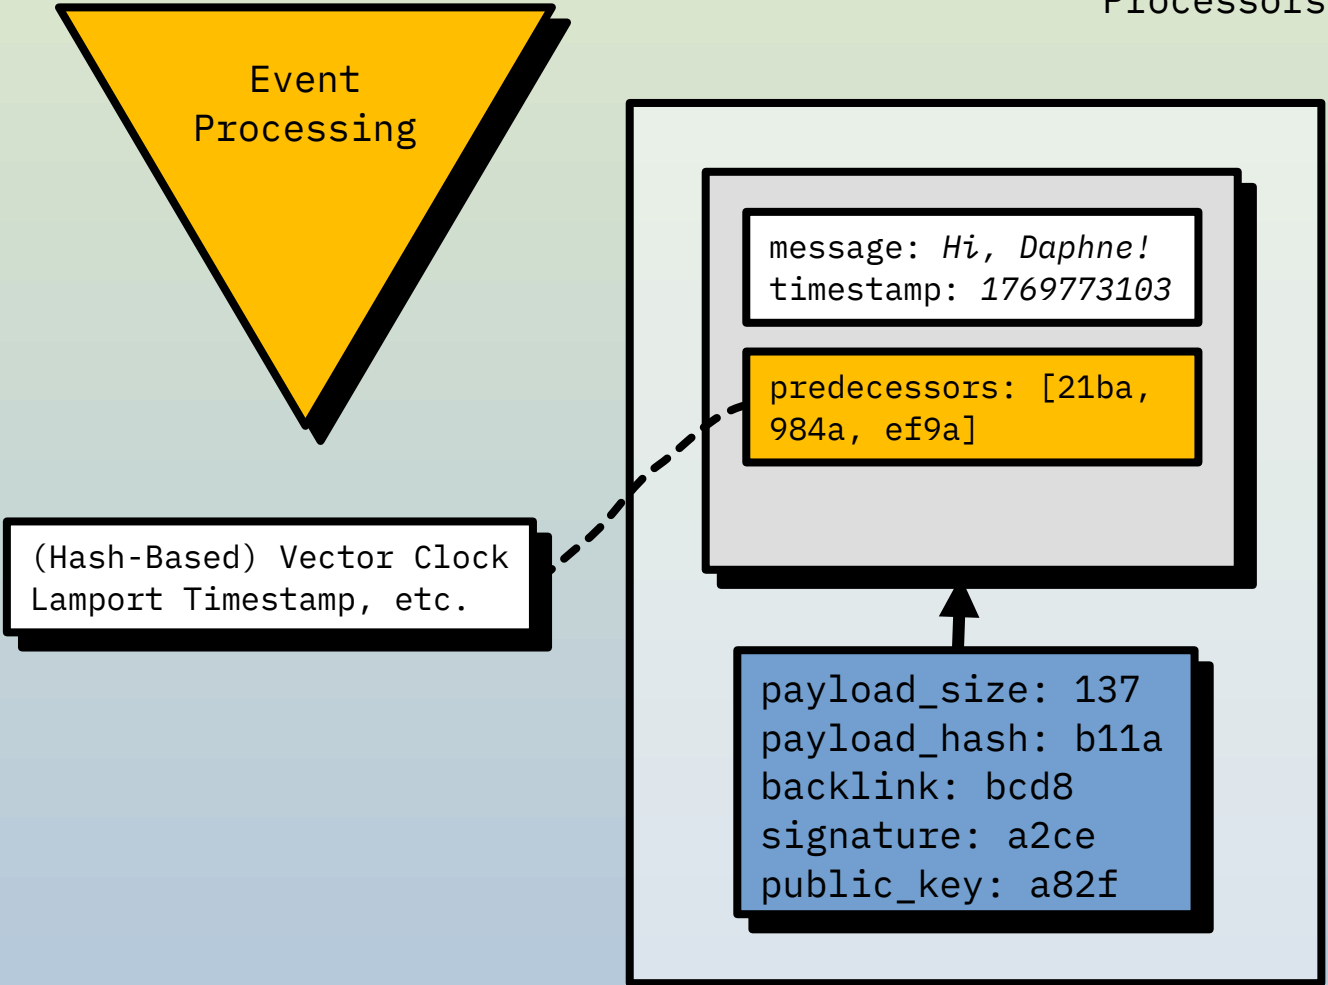 Processors
Event
Processing
message: Hi, Daphne!
timestamp: 1769773103
predecessors: [21ba,
984a, ef9a]
(Hash-Based) Vector Clock
Lamport Timestamp, etc.
payload_size: 137
payload_hash: b11a
backlink: bcd8
signature: a2ce
public_key: a82f